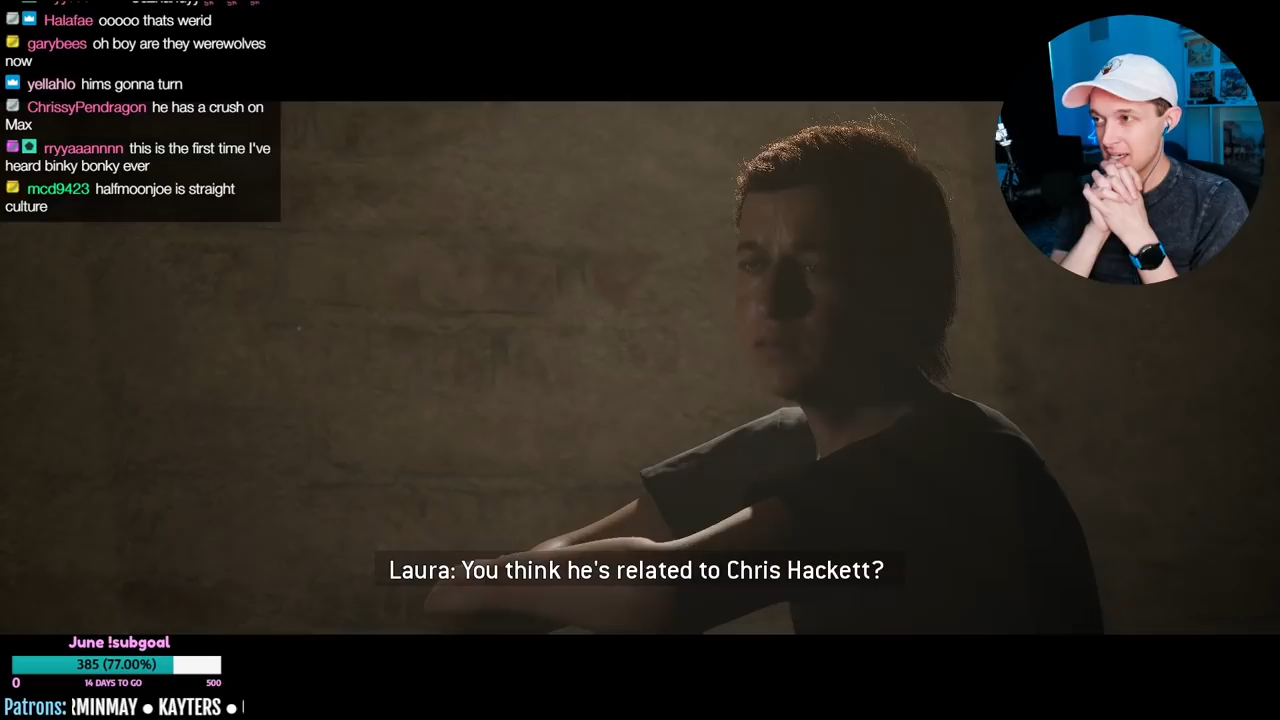 Halafae ooooo thats werid
garybees oh boy are they werewolves
now
yellahlo hims gonna turn
ChrissyPendragon he has a crush on
Max
rryyaaannnn this is the first time I've
heard binky bonky ever
mcd9423 halfmoonjoe is straight
culture
Laura: You think he's related to Chris Hackett?
June !subgoal
385 (77.00%)
0 14 DAYS TO GO 500
Patrons: RMINMAY ● KAYTERS ●